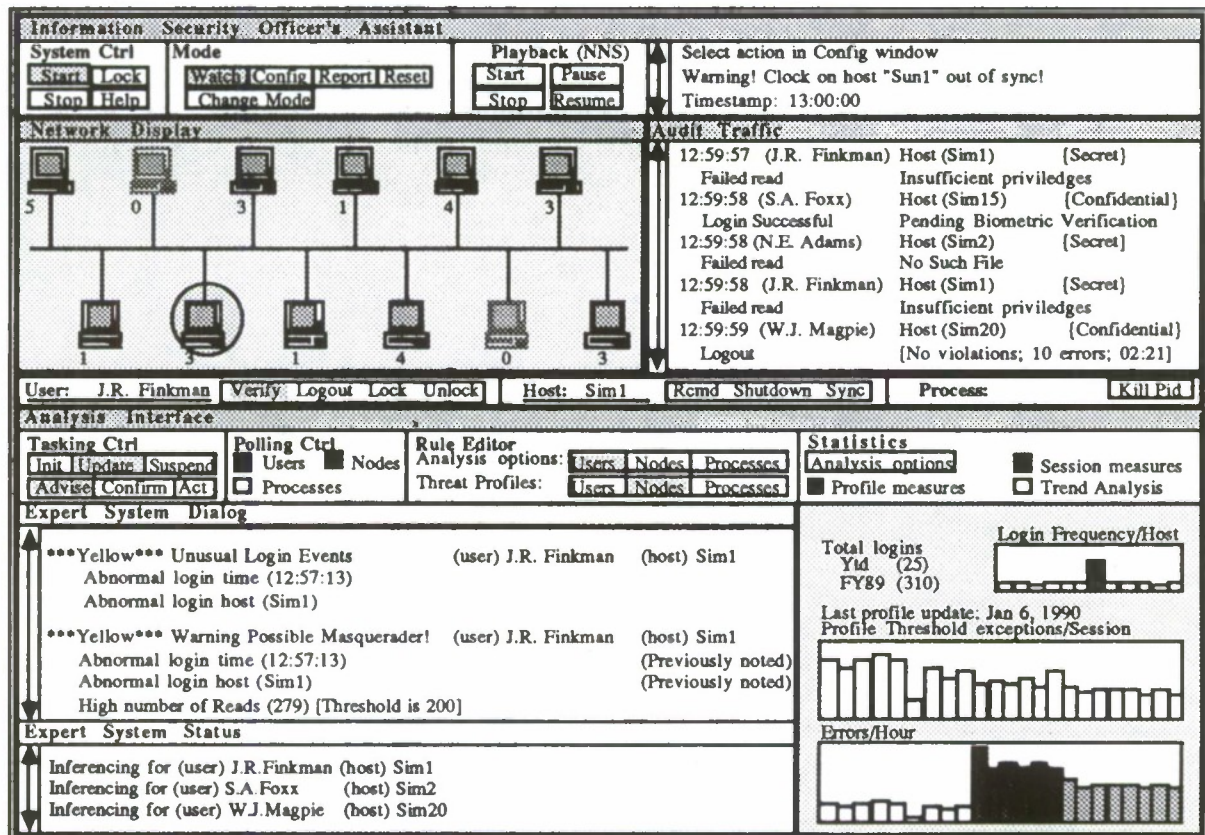 Information Security Officer's Assistant
System Ctrl
Start Lock
Stop Help
Mode
Watch Config Report Reset
Change Mode
Playback (NNS)
Start Pause
Stop Resume
Select action in Config window
Warning! Clock on host "Sun1" out of sync!
Timestamp: 13:00:00
Network Display
5 0 3 1 4 3
1 3 1 4 0 3
Audit Traffic
12:59:57 (J.R. Finkman) Host (Sim1) {Secret}
Failed read Insufficient priviledges
12:59:58 (S.A. Foxx) Host (Sim15) {Confidential}
Login Successful Pending Biometric Verification
12:59:58 (N.E. Adams) Host (Sim2) {Secret]
Failed read No Such File
12:59:58 (J.R. Finkman) Host (Sim1) {Secret}
Failed read Insufficient priviledges
12:59:59 (W.J. Magpie) Host (Sim20) {Confidential}
Logout [No violations; 10 errors; 02:21]
User: J.R. Finkman Verify Logout Lock Unlock Host: Sim1 Rcmd Shutdown Sync Process: Kill Pid
Analysis Interface
Tasking Ctrl
Init Update Suspend
Advise Confirm Act
Polling Ctrl
Users Nodes
Processes
Rule Editor
Analysis options: Users Nodes Processes
Threat Profiles: Users Nodes Processes
Statistics
Analysis options Session measures
Profile measures Trend Analysis
Expert System Dialog
***Yellow*** Unusual Login Events (user) J.R. Finkman (host) Sim1
Abnormal login time (12:57:13)
Abnormal login host (Sim1)
***Yellow*** Warning Possible Masquerader! (user) J.R. Finkman (host) Sim1
Abnormal login time (12:57:13) (Previously noted)
Abnormal login host (Sim1) (Previously noted)
High number of Reads (279) [Threshold is 200]
Expert System Status
Inferencing for (user) J.R.Finkman (host) Sim1
Inferencing for (user) S.A.Foxx (host) Sim2
Inferencing for (user) W.J.Magpie (host) Sim20
Total logins
Ytd (25)
FY89 (310)
Login Frequency/Host
Last profile update: Jan 6, 1990
Profile Threshold exceptions/Session
Errors/Hour